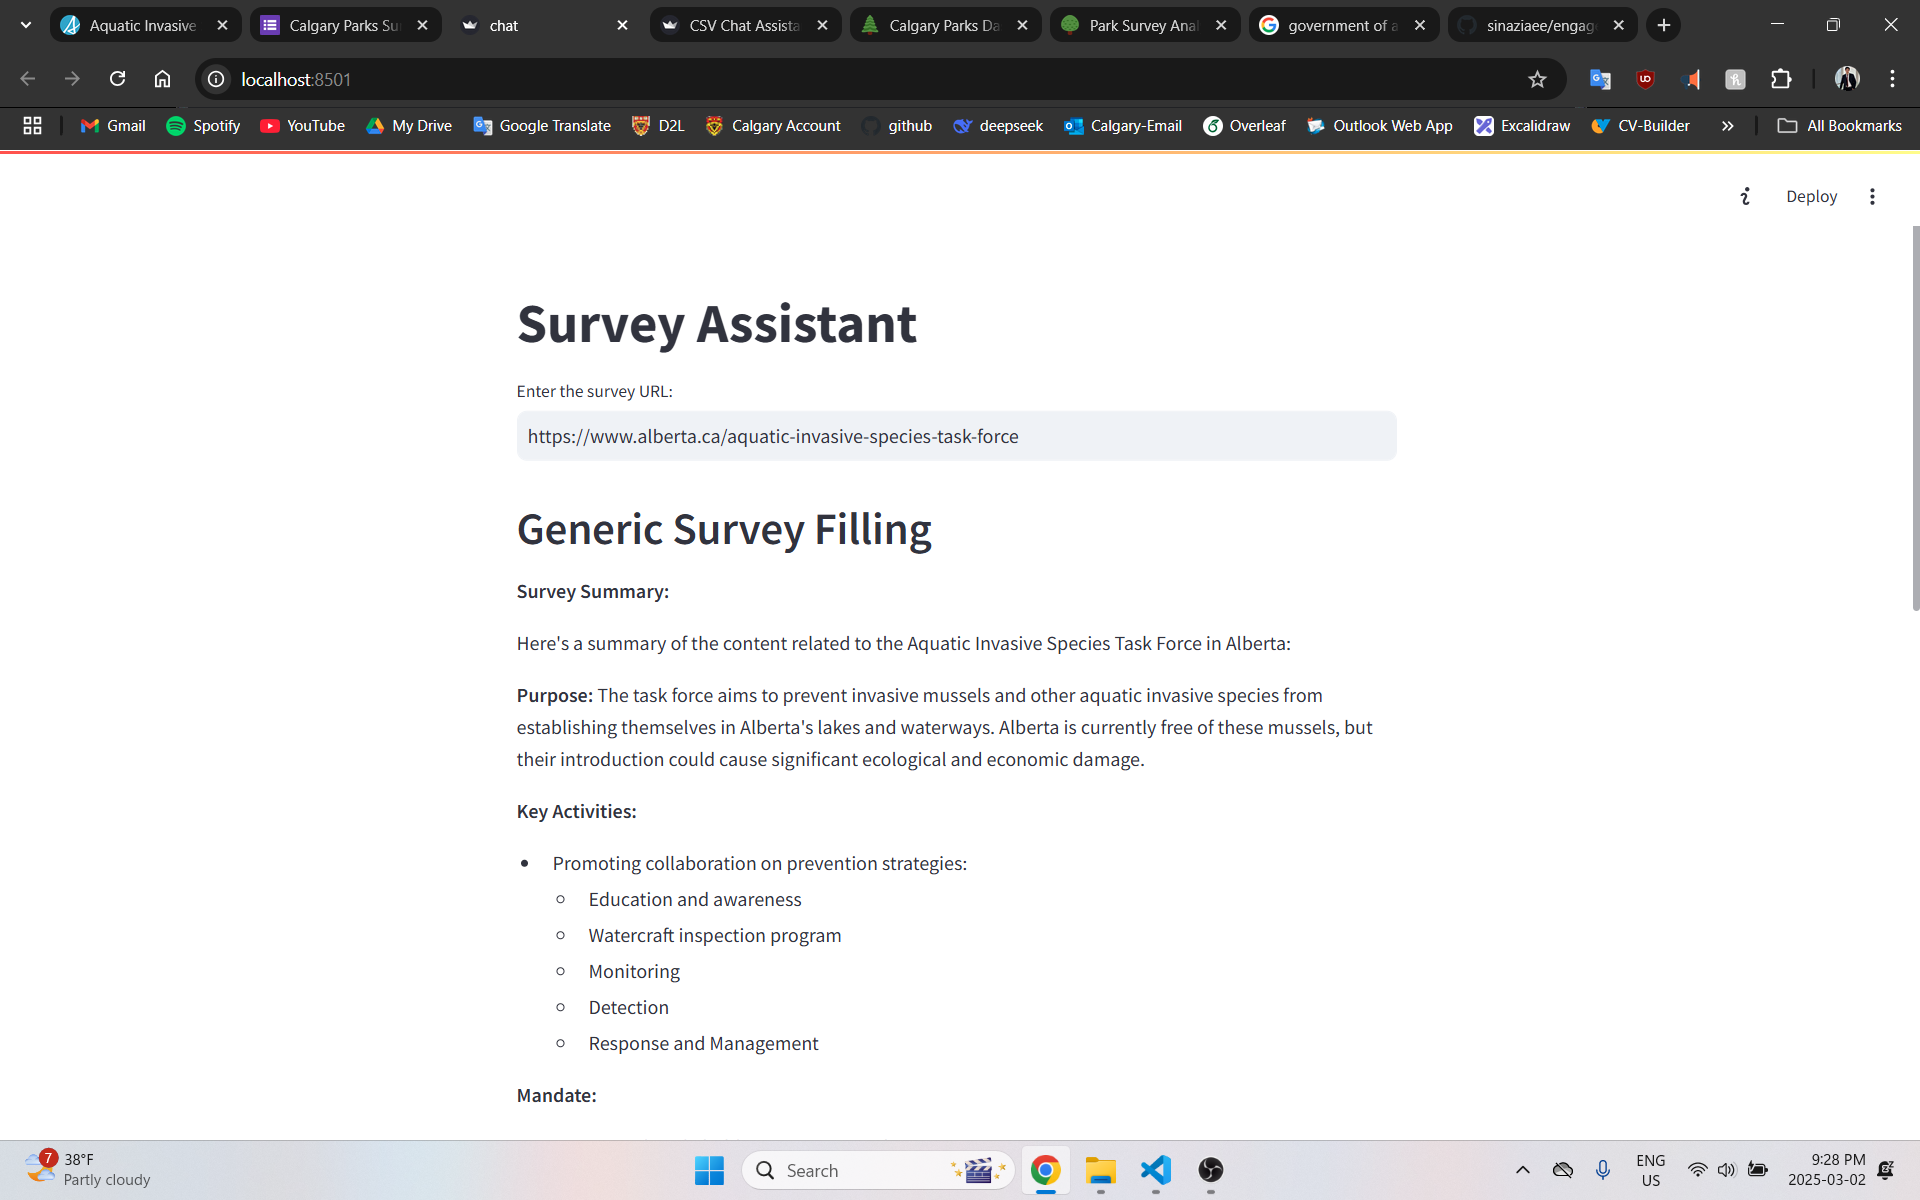 Aquatic Invasive
Calgary Parks Su
chat
CSV Chat Assista
Calgary Parks Da
Park Survey Anal
government of a
sinaziaee/engag
localhost:8501
Gmail
Spotify
YouTube
My Drive
Google Translate
D2L
Calgary Account
github
deepseek
Calgary-Email
Overleaf
Outlook Web App
Excalidraw
CV-Builder
All Bookmarks
Deploy
Survey Assistant
Enter the survey URL:
https://www.alberta.ca/aquatic-invasive-species-task-force
Generic Survey Filling
Survey Summary:
Here's a summary of the content related to the Aquatic Invasive Species Task Force in Alberta:
Purpose: The task force aims to prevent invasive mussels and other aquatic invasive species from
establishing themselves in Alberta's lakes and waterways. Alberta is currently free of these mussels, but
their introduction could cause significant ecological and economic damage.
Key Activities:
Promoting collaboration on prevention strategies:
Education and awareness
Watercraft inspection program
Monitoring
Detection
Response and Management
Mandate:
7
38°F
Partly cloudy
Search
ENG
US
9:28 PM
2025-03-02